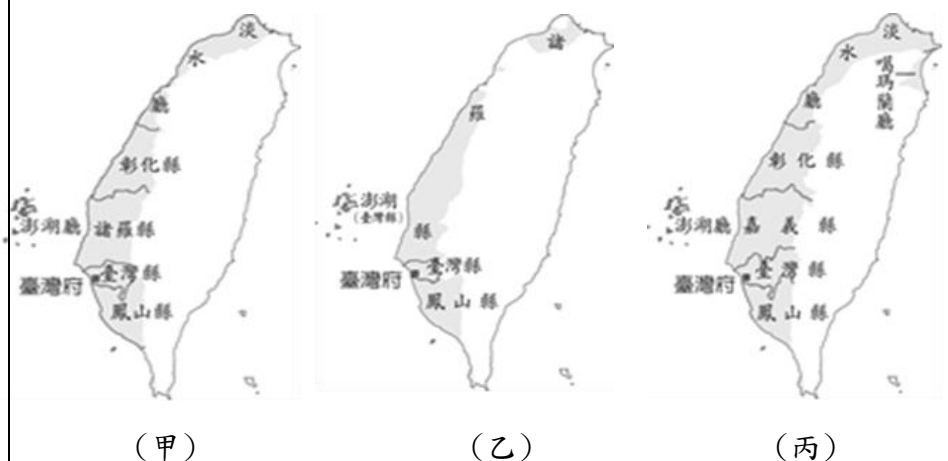 淡水廳
彰化縣
澎湖廳
諸羅縣
臺灣縣
臺灣府
鳳山縣
(甲)
諸羅縣
澎湖
(臺灣縣)
臺灣縣
臺灣府
鳳山縣
(乙)
淡水廳
噶瑪蘭廳
彰化縣
澎湖廳
嘉義縣
臺灣縣
臺灣府
鳳山縣
(丙)